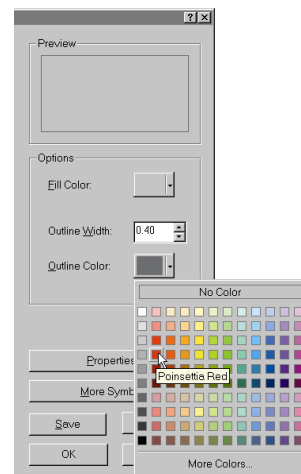 Preview
Options
Fill Color:
Outline Width: 0.40
Outline Color:
No Color
Properties
Poinsettia Red
More Symb
Save
OK
More Colors...